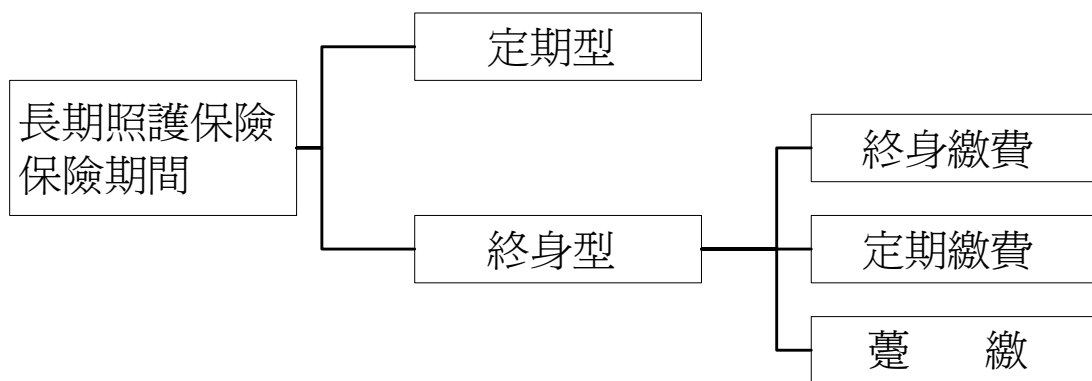 長期照護保險
保險期間
定期型
終身型
終身繳費
定期繳費
躉　　繳